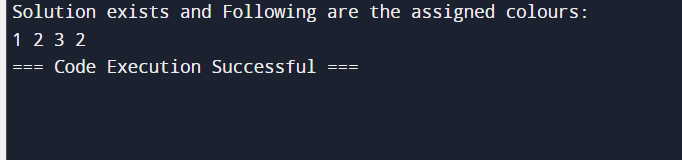 Solution exists and Following are the assigned colours:
1 2 3 2
=== Code Execution Successful ===